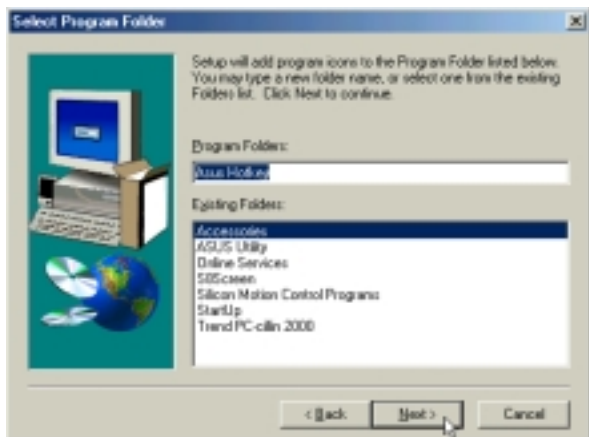 Select Program Folder
Setup will add program icons to the Program Folder listed below.
You may type a new folder name, or select one from the existing
Folders list. Click Next to continue.
Program Folders:
Asus Hotkey
Existing Folders:
Accessories
ASUS Utility
Online Services
S8Screen
Silicon Motion Control Programs
StartUp
Trend PC-cillin 2000
< Back
Next >
Cancel